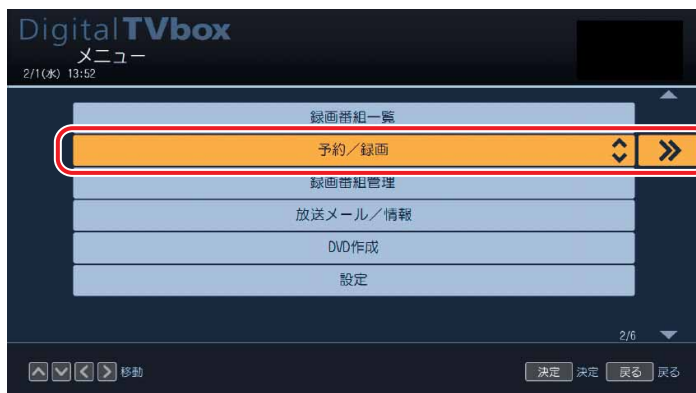 DigitalTVbox
メニュー
2/1(水) 13:52
録画番組一覧
予約／録画
録画番組管理
放送メール／情報
DVD作成
設定
2/6
移動 決定 決定 戻る 戻る